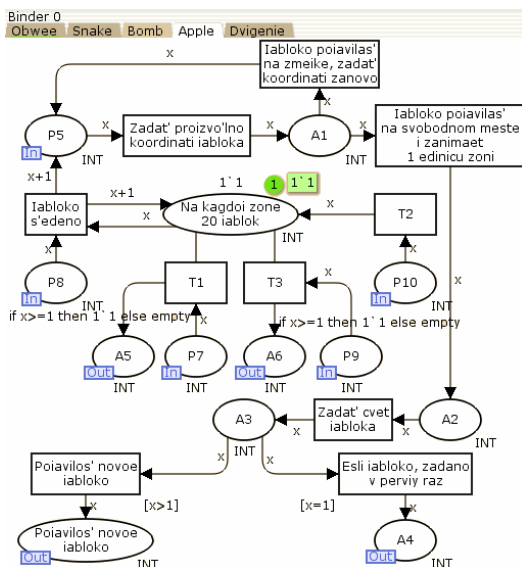 Binder 0
Obwee Snake Bomb Apple Dvigenie
x
Iabloko poiavilas'
na zmeike, zadat'
koordinati zanovo
x
x
P5
In
INT
x
Zadat' proizvo'lno
koordinati iabloka
x
A1
INT
x
Iabloko poiavilas'
na svobodnom meste
i zanimaet
1 edinicu zoni
x+1
Iabloko
s'edeno
x+1
x
1`1
1
1`1
Na kagdoi zone
20 iablok
INT
x
T2
x
x
P8
In
INT
T1
T3
x
P10
In
INT
x
if x>=1 then 1`1 else empty
x
x
if x>=1 then 1`1 else empty
A5
Out
INT
P7
In
INT
A6
Out
INT
P9
In
INT
A3
INT
x
Zadat' cvet
iabloka
x
A2
INT
x
x
Poiavilos' novoe
iabloko
[x>1]
Esli iabloko, zadano
v perviy raz
[x=1]
x
x
Poiavilos' novoe
iabloko
Out
INT
A4
Out
INT